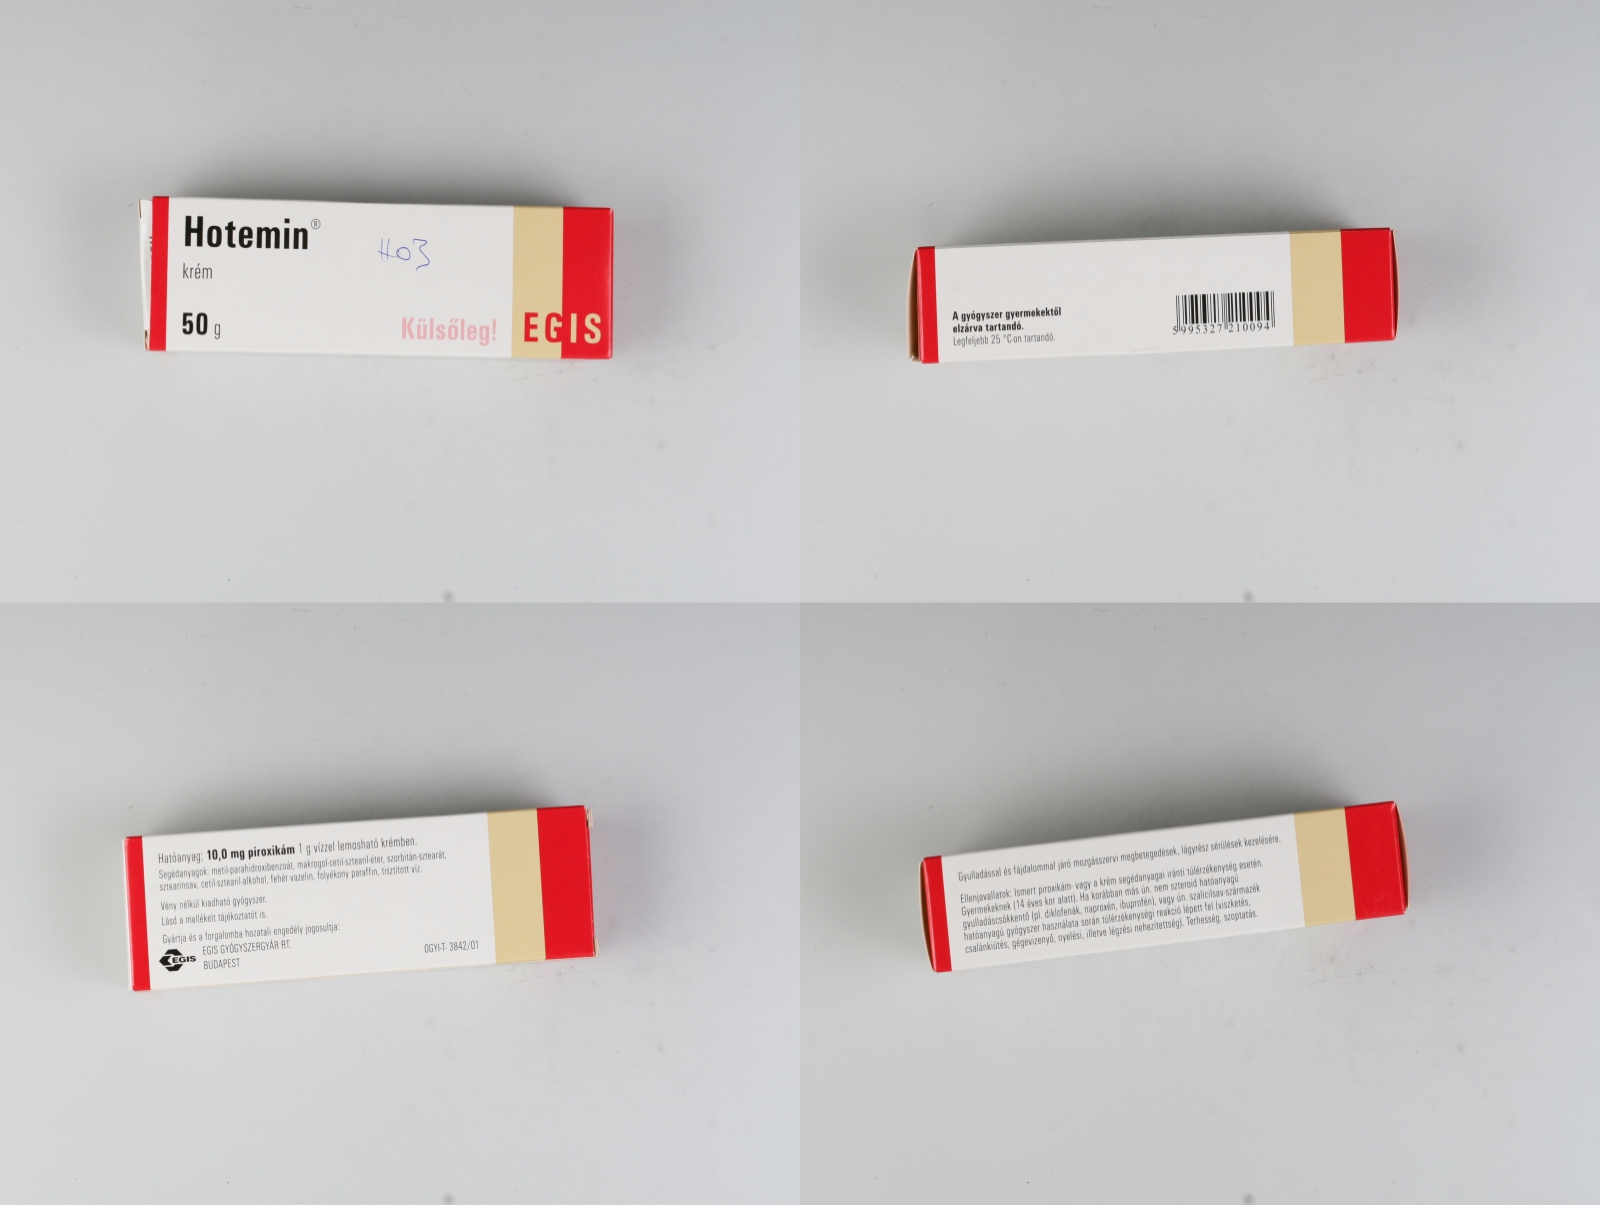 Hotemin®
krém
50 g
Külsőleg!
EGIS
H03
A gyógyszer gyermekektől
elzárva tartandó.
Legfeljebb 25 °C-on tartandó.
5995327210094
Hatóanyag: 10,0 mg piroxikám 1 g vízzel lemosható krémben.
Segédanyagok: metil-parahidroxibenzoát, makrogol-cetil-sztearil-éter, szorbitán-sztearát,
sztearinsav, cetil-sztearil-alkohol, fehér vazelin, folyékony paraffin, tisztított víz.
Vény nélkül kiadható gyógyszer.
Lásd a mellékelt tájékoztatót is.
Gyártja és a forgalomba hozatali engedély jogosultja:
EGIS
EGIS GYÓGYSZERGYÁR RT.
BUDAPEST
OGYI-T- 3842/01
Gyulladással és fájdalommal járó mozgásszervi megbetegedések, lágyrész sérülések kezelésére.
Ellenjavallatok: Ismert piroxikám- vagy a krém segédanyagai iránti túlérzékenység esetén.
Gyermekeknek (14 éves kor alatt). Ha korábban más ún. nem szteroid hatóanyagú
gyulladáscsökkentő (pl. diklofenák, naproxén, ibuprofén), vagy ún. szalicilsav-származék
hatóanyagú gyógyszer használata során túlérzékenységi reakció lépett fel (viszketés,
csalánkiütés, gégevizenyő, nyelési, illetve légzési nehezítettség). Terhesség, szoptatás.